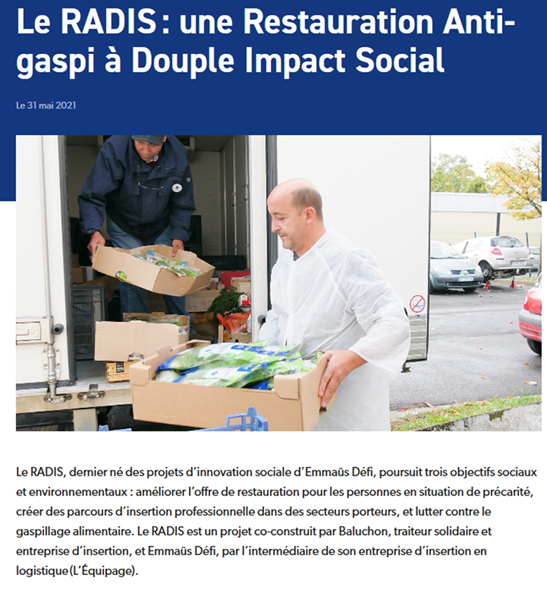 Le RADIS : une Restauration Anti-
gaspi à Douple Impact Social
Le 31 mai 2021
Le RADIS, dernier né des projets d'innovation sociale d'Emmaüs Défi, poursuit trois objectifs sociaux
et environnementaux : améliorer l'offre de restauration pour les personnes en situation de précarité,
créer des parcours d'insertion professionnelle dans des secteurs porteurs, et lutter contre le
gaspillage alimentaire. Le RADIS est un projet co-construit par Baluchon, traiteur solidaire et
entreprise d'insertion, et Emmaüs Défi, par l'intermédiaire de son entreprise d'insertion en
logistique(L'Équipage).